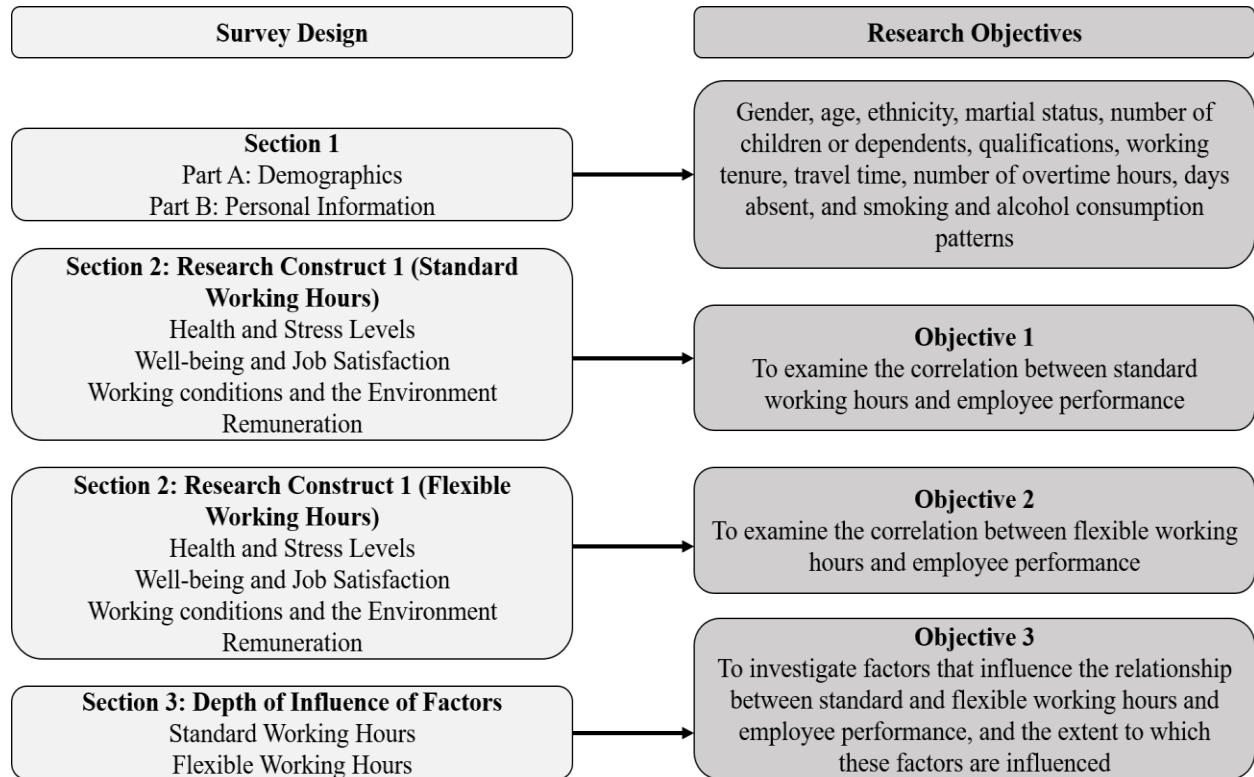 Survey Design
Research Objectives
Section 1
Part A: Demographics
Part B: Personal Information
Gender, age, ethnicity, martial status, number of
children or dependents, qualifications, working
tenure, travel time, number of overtime hours, days
absent, and smoking and alcohol consumption
patterns
Section 2: Research Construct 1 (Standard
Working Hours)
Health and Stress Levels
Well-being and Job Satisfaction
Working conditions and the Environment
Remuneration
Objective 1
To examine the correlation between standard
working hours and employee performance
Section 2: Research Construct 1 (Flexible
Working Hours)
Health and Stress Levels
Well-being and Job Satisfaction
Working conditions and the Environment
Remuneration
Objective 2
To examine the correlation between flexible working
hours and employee performance
Section 3: Depth of Influence of Factors
Standard Working Hours
Flexible Working Hours
Objective 3
To investigate factors that influence the relationship
between standard and flexible working hours and
employee performance, and the extent to which
these factors are influenced